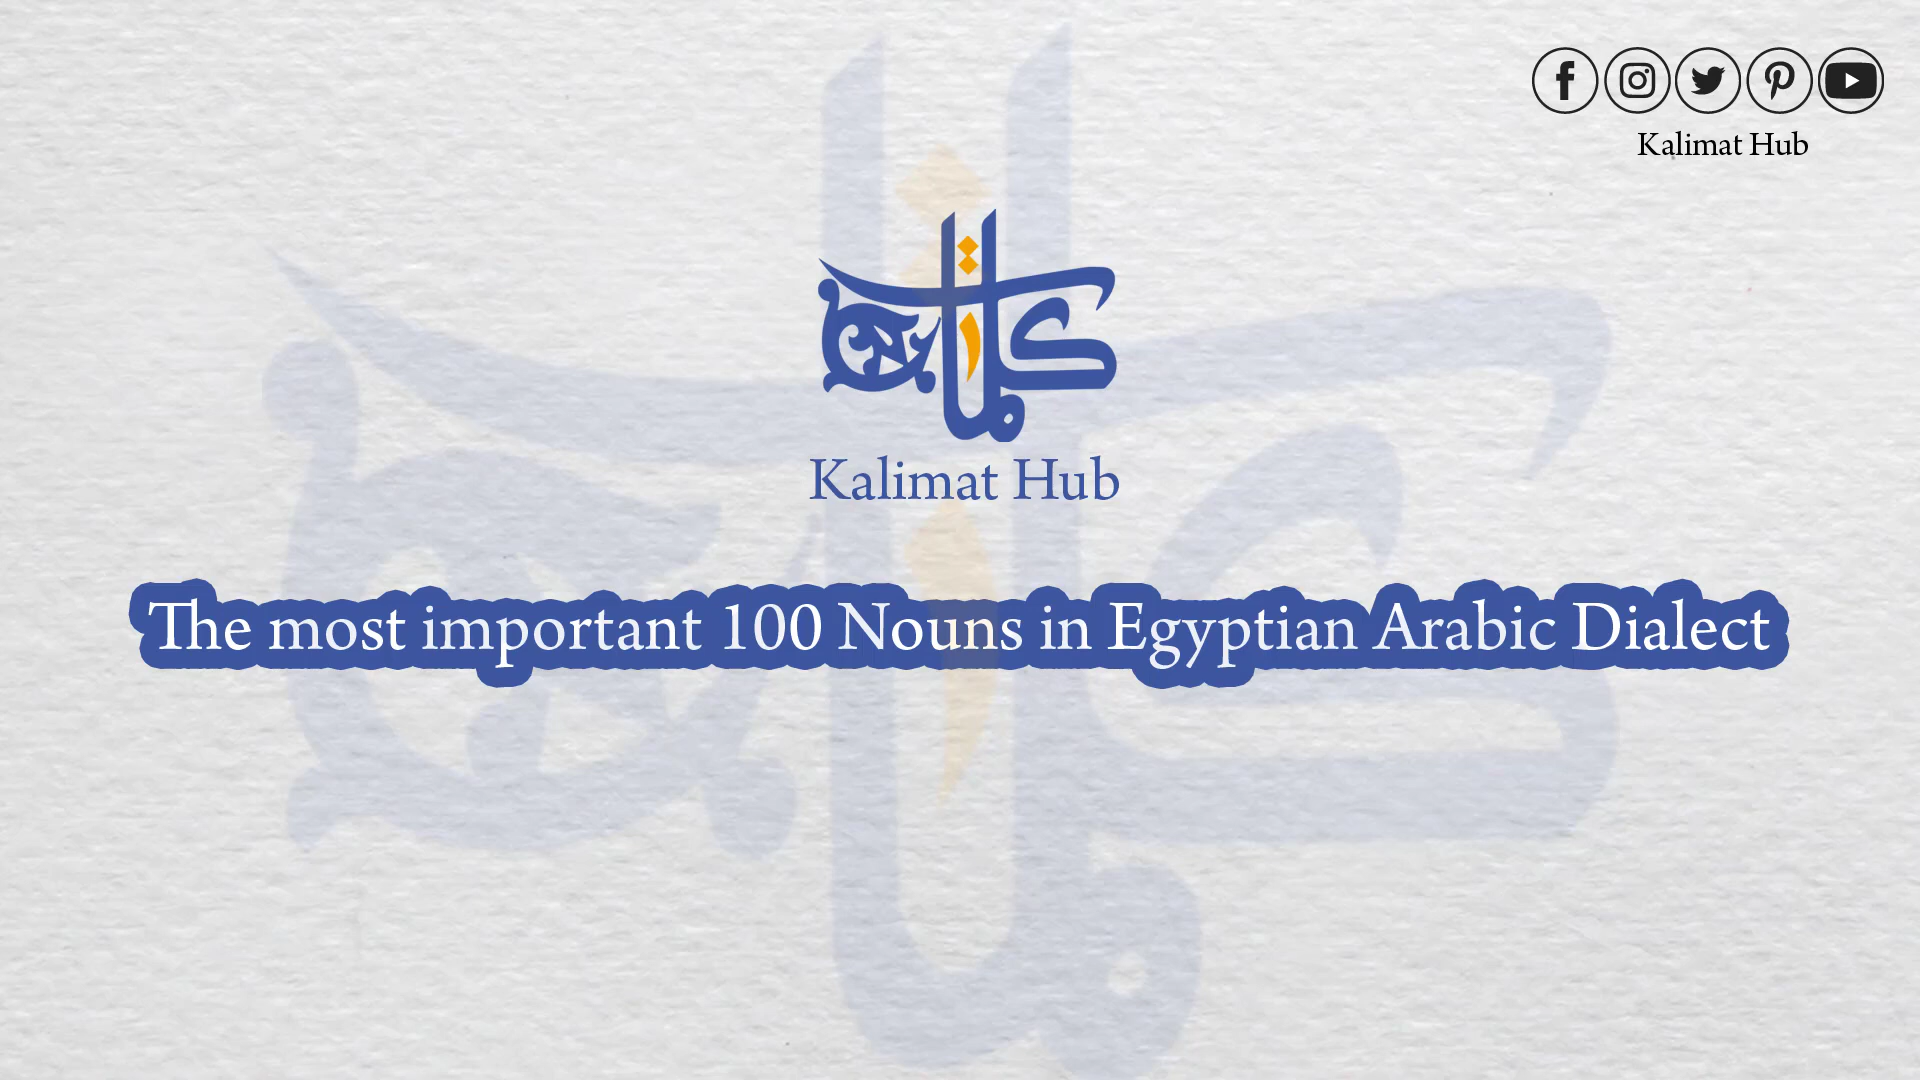 Kalimat Hub
كلمات
Kalimat Hub
The most important 100 Nouns in Egyptian Arabic Dialect